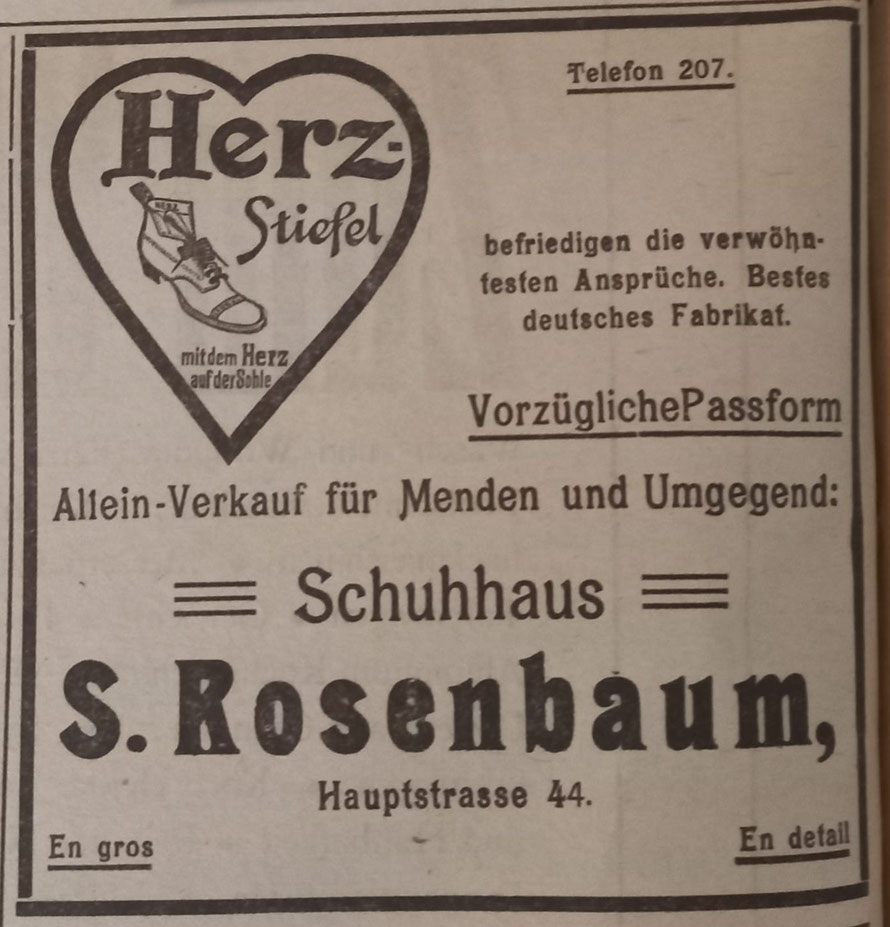 Telefon 207.
Herz-
Stiefel
HERZ
mit dem Herz
auf der Sohle
befriedigen die verwöhn-
testen Ansprüche. Bestes
deutsches Fabrikat.
Vorzügliche Passform
Allein-Verkauf für Menden und Umgegend:
Schuhhaus
S. Rosenbaum,
Hauptstrasse 44.
En gros
En detail